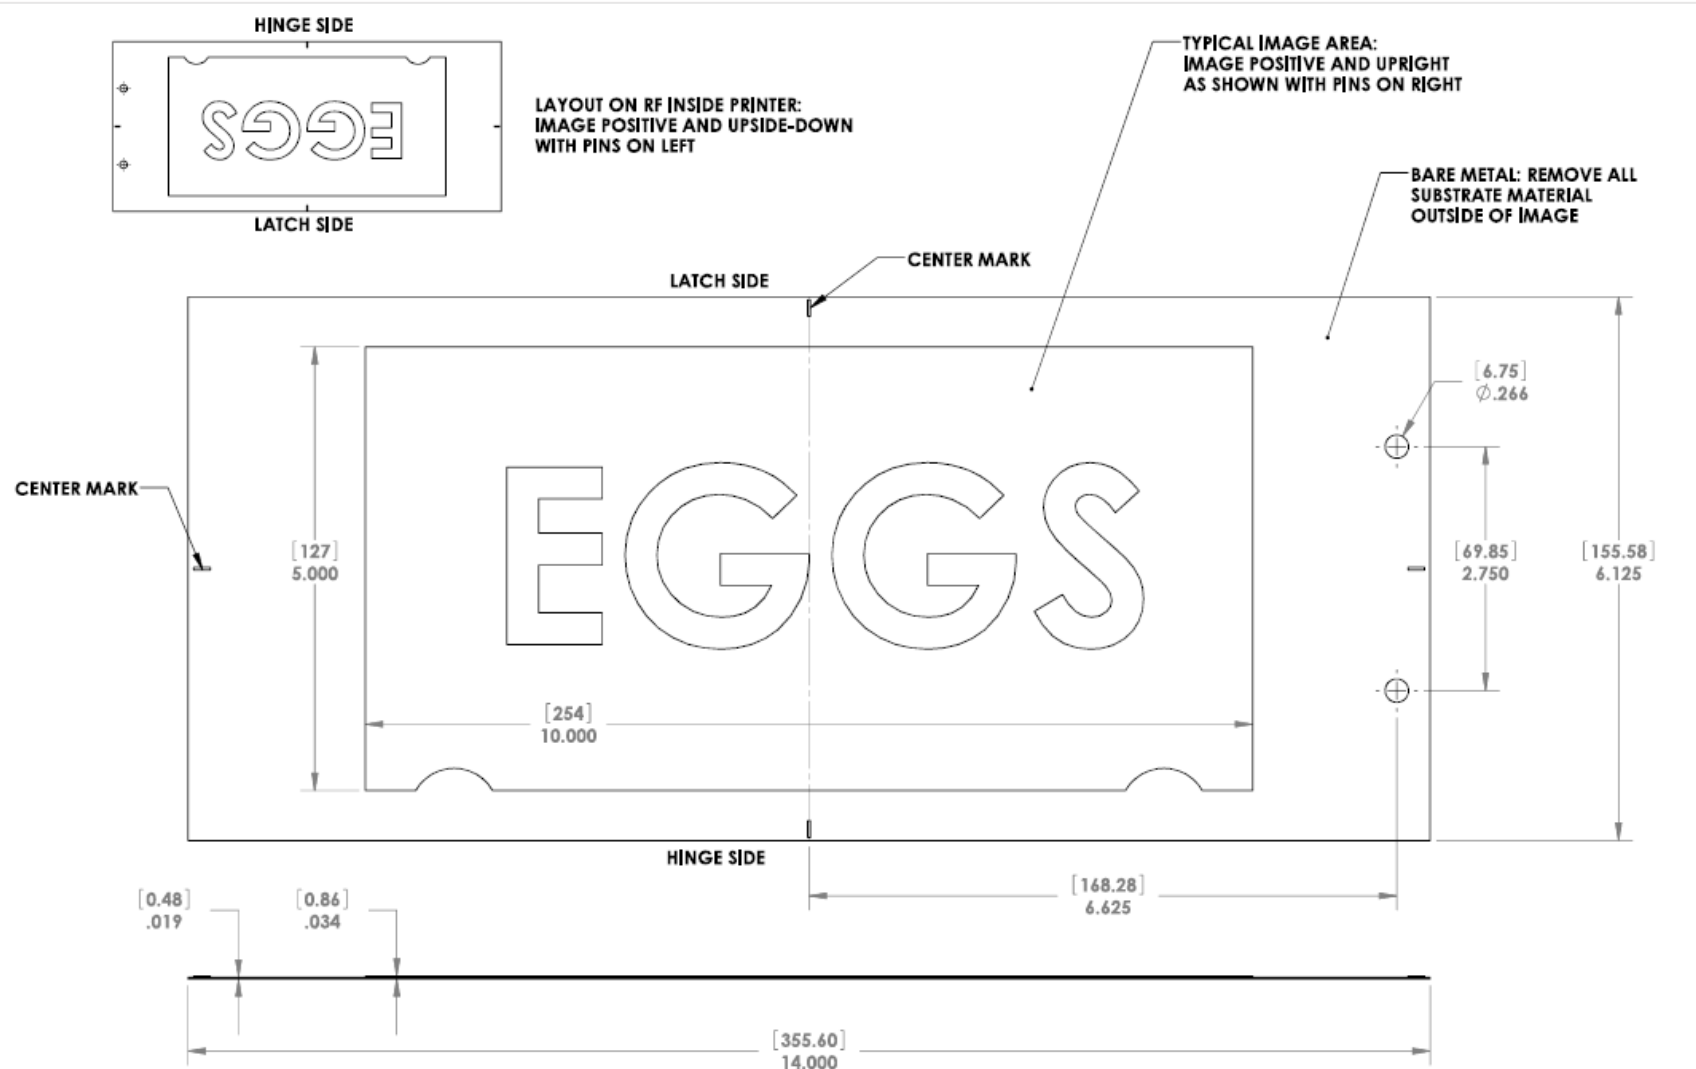 HINGE SIDE
EGGS
LATCH SIDE
LAYOUT ON RF INSIDE PRINTER:
IMAGE POSITIVE AND UPSIDE-DOWN
WITH PINS ON LEFT
TYPICAL IMAGE AREA:
IMAGE POSITIVE AND UPRIGHT
AS SHOWN WITH PINS ON RIGHT
BARE METAL: REMOVE ALL
SUBSTRATE MATERIAL
OUTSIDE OF IMAGE
CENTER MARK
LATCH SIDE
[6.75]
∅.266
CENTER MARK
EGGS
[127]
5.000
[69.85]
2.750
[155.58]
6.125
[254]
10.000
HINGE SIDE
[168.28]
6.625
[0.48]
.019
[0.86]
.034
[355.60]
14.000